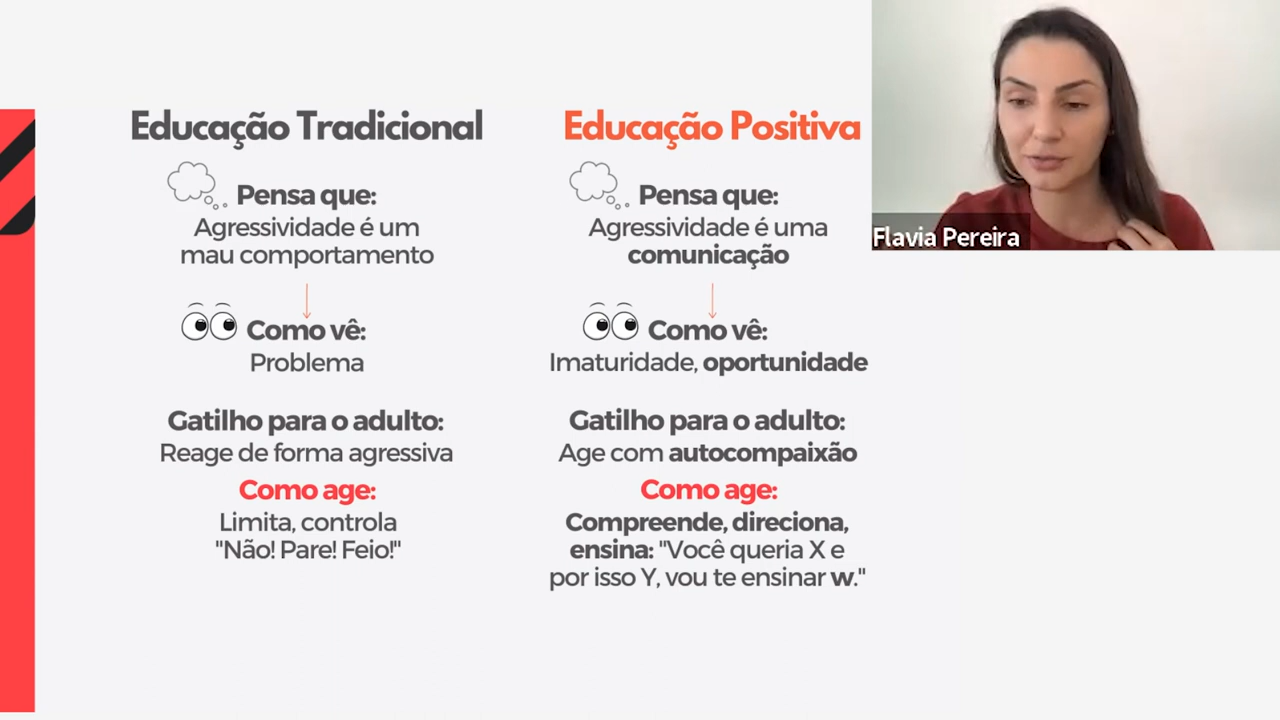 Educação Tradicional
Pensa que:
Agressividade é um
mau comportamento
Como vê:
Problema
Gatilho para o adulto:
Reage de forma agressiva
Como age:
Limita, controla
"Não! Pare! Feio!"
Educação Positiva
Pensa que:
Agressividade é uma
comunicação
Como vê:
Imaturidade, oportunidade
Gatilho para o adulto:
Age com autocompaixão
Como age:
Compreende, direciona,
ensina: "Você queria X e
por isso Y, vou te ensinar w."
Flavia Pereira